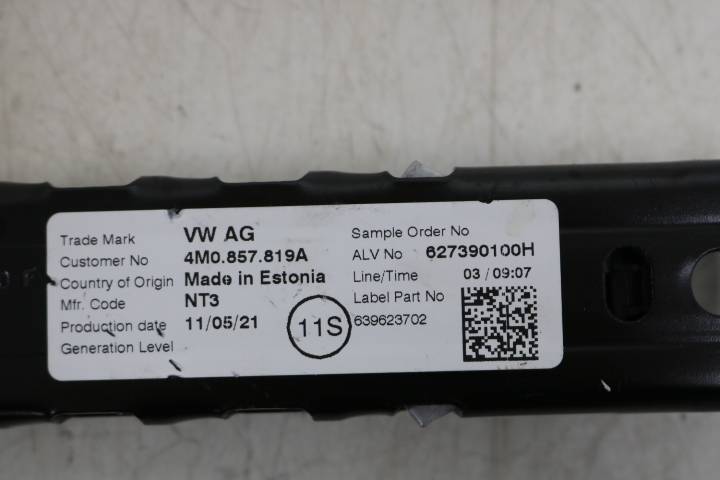 Trade Mark VW AG
Customer No 4M0.857.819A
Country of Origin Made in Estonia
Mfr. Code NT3
Production date 11/05/21
Generation Level
11S
Sample Order No
ALV No 627390100H
Line/Time 03 / 09:07
Label Part No
639623702